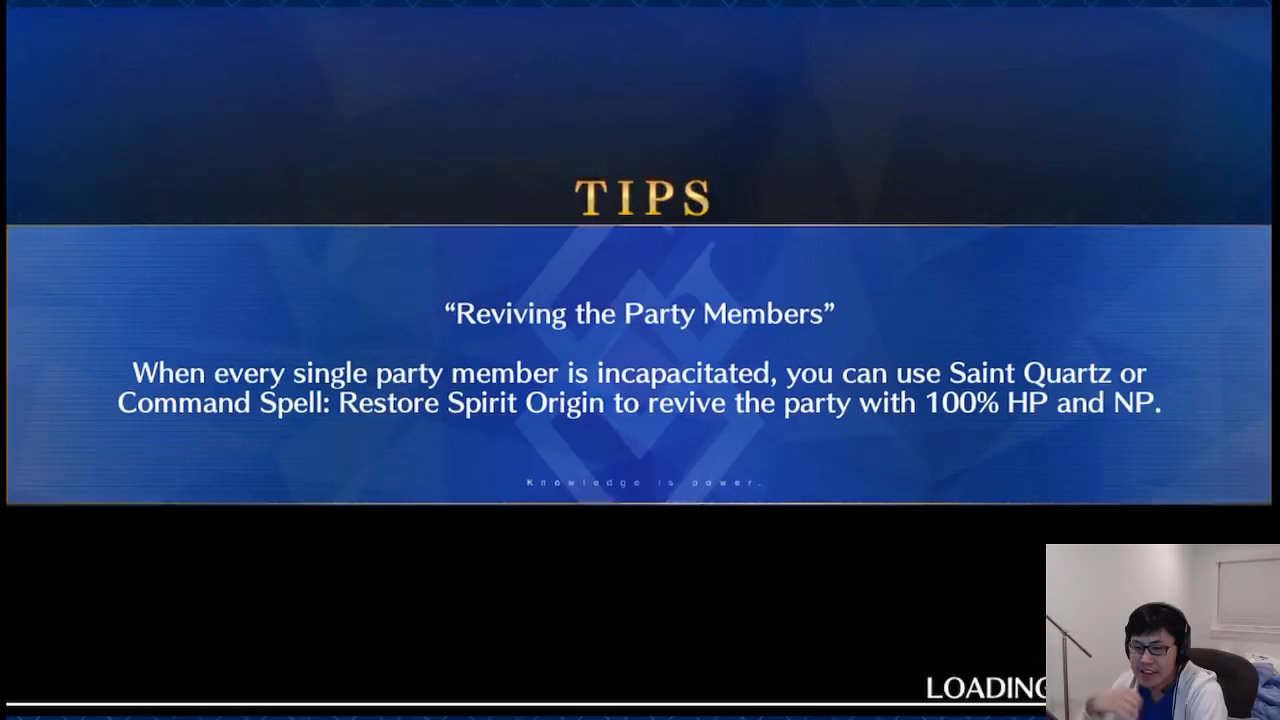 TIPS
“Reviving the Party Members”
When every single party member is incapacitated, you can use Saint Quartz or
Command Spell: Restore Spirit Origin to revive the party with 100% HP and NP.
Knowledge is power.
LOADING